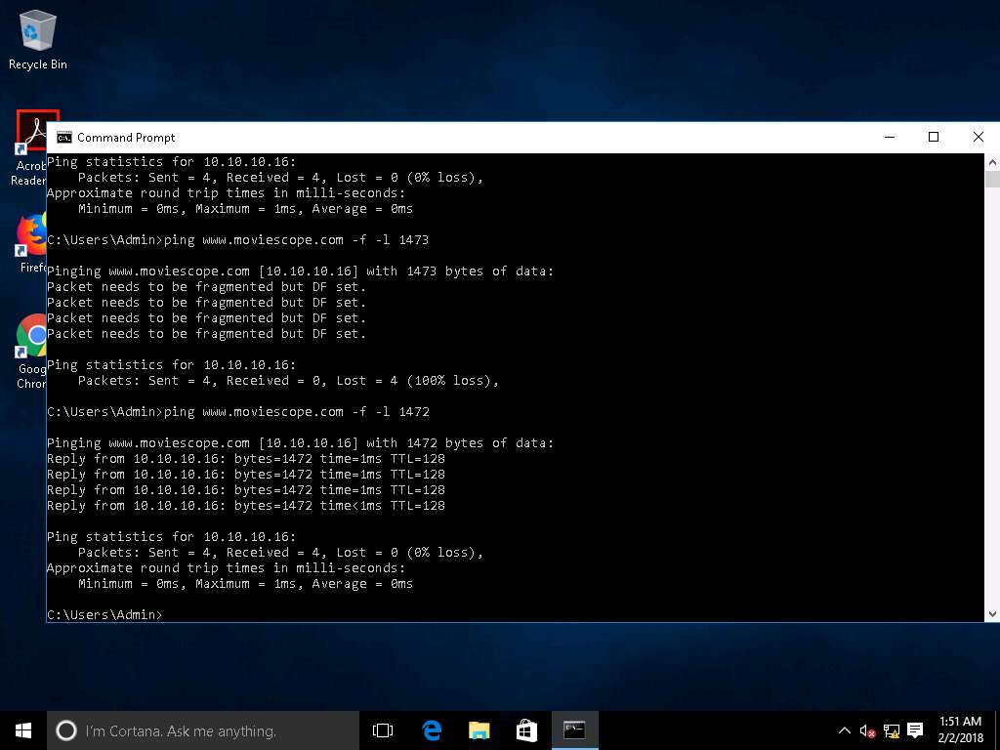 Recycle Bin
Acrob
Reader
Firef
Goog
Chron
Command Prompt
Ping statistics for 10.10.10.16:
    Packets: Sent = 4, Received = 4, Lost = 0 (0% loss),
Approximate round trip times in milli-seconds:
    Minimum = 0ms, Maximum = 1ms, Average = 0ms
C:\Users\Admin>ping www.moviescope.com -f -l 1473
Pinging www.moviescope.com [10.10.10.16] with 1473 bytes of data:
Packet needs to be fragmented but DF set.
Packet needs to be fragmented but DF set.
Packet needs to be fragmented but DF set.
Packet needs to be fragmented but DF set.
Ping statistics for 10.10.10.16:
    Packets: Sent = 4, Received = 0, Lost = 4 (100% loss),
C:\Users\Admin>ping www.moviescope.com -f -l 1472
Pinging www.moviescope.com [10.10.10.16] with 1472 bytes of data:
Reply from 10.10.10.16: bytes=1472 time=1ms TTL=128
Reply from 10.10.10.16: bytes=1472 time=1ms TTL=128
Reply from 10.10.10.16: bytes=1472 time=1ms TTL=128
Reply from 10.10.10.16: bytes=1472 time<1ms TTL=128
Ping statistics for 10.10.10.16:
    Packets: Sent = 4, Received = 4, Lost = 0 (0% loss),
Approximate round trip times in milli-seconds:
    Minimum = 0ms, Maximum = 1ms, Average = 0ms
C:\Users\Admin>
I'm Cortana. Ask me anything.
1:51 AM
2/2/2018